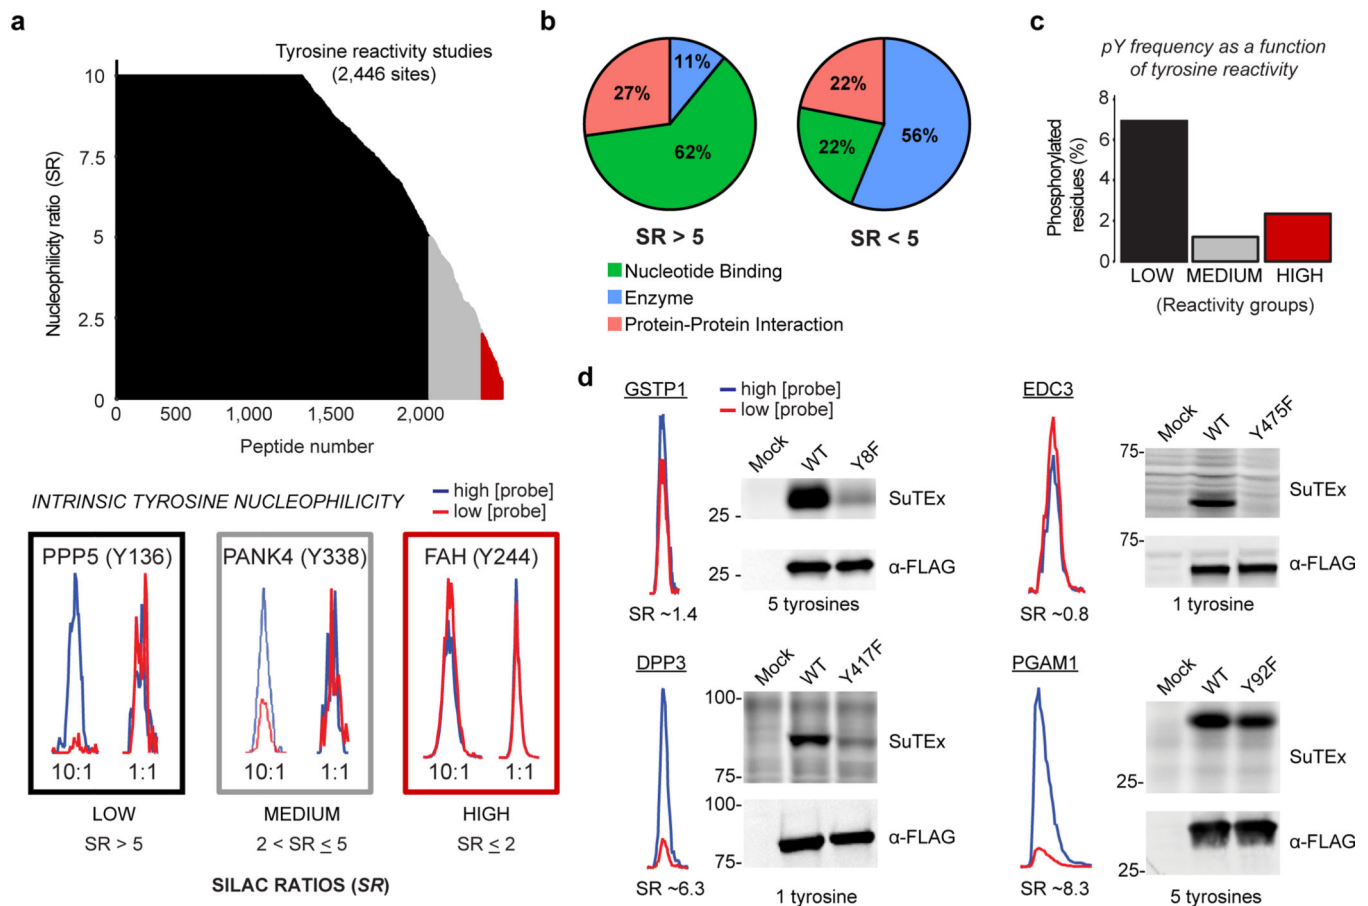 a
Tyrosine reactivity studies
(2,446 sites)
Nucleophilicity ratio (SR)
10
7.5
5
2.5
0
0 500 1,000 1,500 2,000
Peptide number
INTRINSIC TYROSINE NUCLEOPHILICITY
high [probe]
low [probe]
PPP5 (Y136)
10:1 1:1
LOW
SR > 5
PANK4 (Y338)
10:1 1:1
MEDIUM
2 < SR ≤ 5
FAH (Y244)
10:1 1:1
HIGH
SR ≤ 2
SILAC RATIOS (SR)
b
11%
27%
62%
SR > 5
22%
22%
56%
SR < 5
Nucleotide Binding
Enzyme
Protein-Protein Interaction
c
pY frequency as a function
of tyrosine reactivity
Phosphorylated
residues (%)
8
6
4
2
0
LOW MEDIUM HIGH
(Reactivity groups)
d
GSTP1
high [probe]
low [probe]
SR ~1.4
Mock WT Y8F
25 -
SuTEx
25 -
α-FLAG
5 tyrosines
EDC3
SR ~0.8
Mock WT Y475F
75-
SuTEx
75-
α-FLAG
1 tyrosine
DPP3
SR ~6.3
Mock WT Y417F
100-
SuTEx
75-
100-
α-FLAG
75-
1 tyrosine
PGAM1
SR ~8.3
Mock WT Y92F
SuTEx
25-
α-FLAG
25-
5 tyrosines